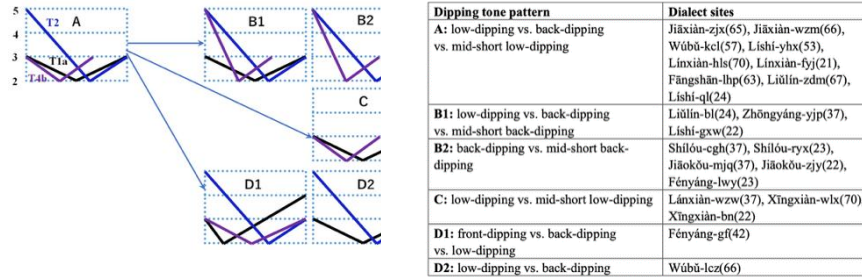 5
4
3
2
T2
A
T1a
T4b
B1
B2
C
D1
D2
Dipping tone pattern Dialect sites
A: low-dipping vs. back-dipping vs. mid-short low-dipping
Jiāxiàn-zjx(65), Jiāxiàn-wzm(66),
Wúbǔ-kcl(57), Líshí-yhx(53),
Línxiàn-hls(70), Línxiàn-fyj(21),
Fāngshān-lhp(63), Liǔlín-zdm(67),
Líshí-ql(24)
B1: low-dipping vs. back-dipping
vs. mid-short back-dipping
Liǔlín-bl(24), Zhōngyáng-yjp(37),
Líshí-gxw(22)
B2: back-dipping vs. mid-short back-
dipping
Shílóu-cgh(37), Shílóu-ryx(23),
Jiāokǒu-mjq(37), Jiāokǒu-zjy(22),
Fényáng-lwy(23)
C: low-dipping vs. mid-short low-dipping
Lánxiàn-wzw(37), Xīngxiàn-wlx(70)
Xīngxiàn-bn(22)
D1: front-dipping vs. back-dipping
vs. low-dipping
Fényáng-gf(42)
D2: low-dipping vs. back-dipping
Wúbǔ-lcz(66)